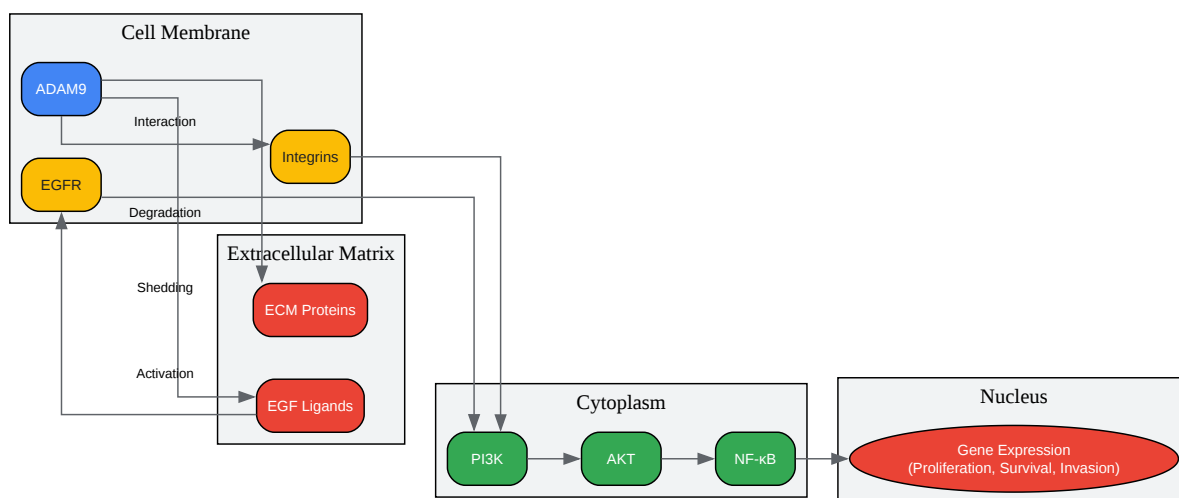 Cell Membrane
ADAM9
Interaction
Integrins
EGFR
Degradation
Extracellular Matrix
Shedding
ECM Proteins
Activation
EGF Ligands
Cytoplasm
Nucleus
PI3K
AKT
NF-κB
Gene Expression
(Proliferation, Survival, Invasion)